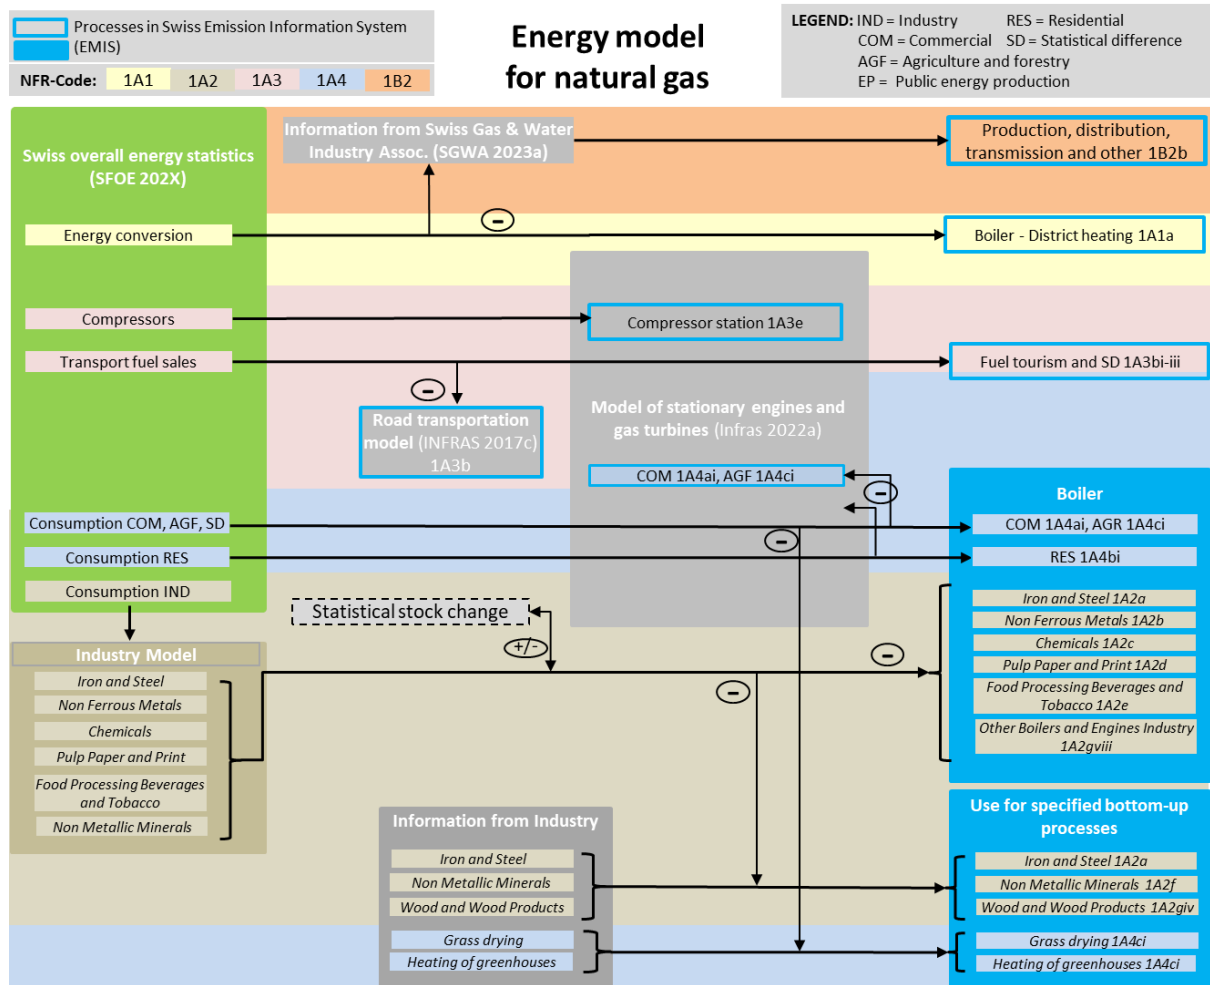 Processes in Swiss Emission Information System
(EMIS)
NFR-Code: 1A1 1A2 1A3 1A4 1B2
Energy model
for natural gas
LEGEND: IND = Industry RES = Residential
COM = Commercial SD = Statistical difference
AGF = Agriculture and forestry
EP = Public energy production
Swiss overall energy statistics
(SFOE 202X)
Information from Swiss Gas & Water
Industry Assoc. (SGWA 2023a)
Production, distribution,
transmission and other 1B2b
-
Energy conversion
Boiler - District heating 1A1a
Compressors
Compressor station 1A3e
Transport fuel sales
Fuel tourism and SD 1A3bi-iii
-
Road transportation
model (INFRAS 2017c)
1A3b
Model of stationary engines and
gas turbines (Infras 2022a)
COM 1A4ai, AGF 1A4ci
-
Boiler
Consumption COM, AGF, SD
COM 1A4ai, AGR 1A4ci
-
Consumption RES
RES 1A4bi
Consumption IND
Statistical stock change
+/-
-
-
Iron and Steel 1A2a
Non Ferrous Metals 1A2b
Chemicals 1A2c
Pulp Paper and Print 1A2d
Food Processing Beverages and
Tobacco 1A2e
Other Boilers and Engines Industry
1A2gviii
Industry Model
Iron and Steel
Non Ferrous Metals
Chemicals
Pulp Paper and Print
Food Processing Beverages
and Tobacco
Non Metallic Minerals
Information from Industry
Iron and Steel
Non Metallic Minerals
Wood and Wood Products
Grass drying
Heating of greenhouses
Use for specified bottom-up
processes
Iron and Steel 1A2a
Non Metallic Minerals 1A2f
Wood and Wood Products 1A2giv
Grass drying 1A4ci
Heating of greenhouses 1A4ci